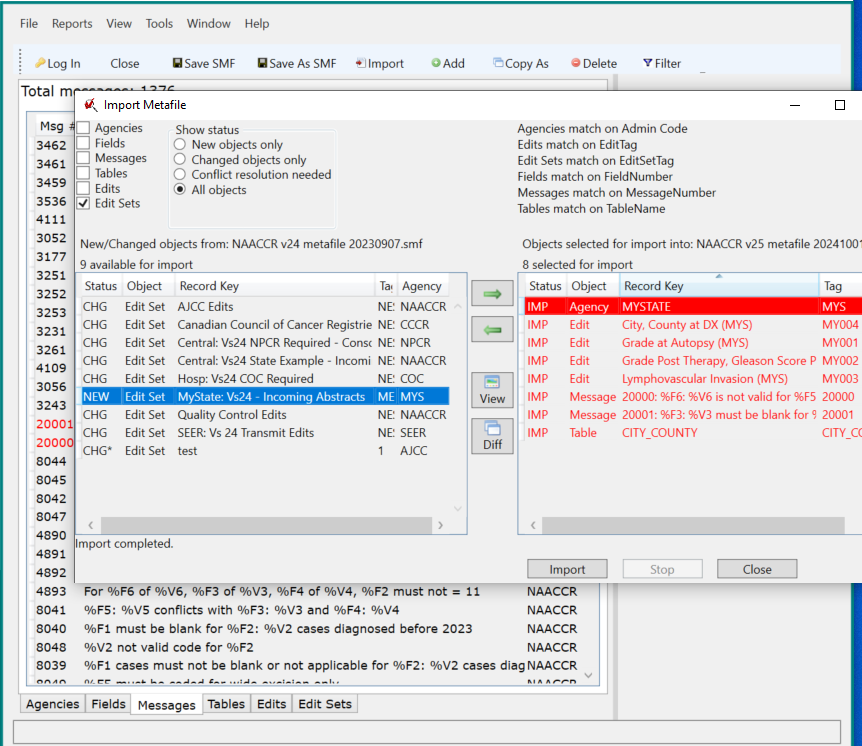 File Reports View Tools Window Help
Log In Close Save SMF Save As SMF Import Add Copy As Delete Filter
Total messages: 1376
Import Metafile
Msg #
3462
3461
3459
3536
4111
3052
3177
3251
3252
3253
3231
3261
4109
3056
3243
20001
20000
8044
8045
8042
8047
4890
4891
4892
Agencies
Fields
Messages
Tables
Edits
Edit Sets
Show status
New objects only
Changed objects only
Conflict resolution needed
All objects
Agencies match on Admin Code
Edits match on EditTag
Edit Sets match on EditSetTag
Fields match on FieldNumber
Messages match on MessageNumber
Tables match on TableName
New/Changed objects from: NAACCR v24 metafile 20230907.smf
9 available for import
Status Object Record Key Ta Agency
CHG Edit Set AJCC Edits NE NAACCR
CHG Edit Set Canadian Council of Cancer Registrie NE CCCR
CHG Edit Set Central: Vs24 NPCR Required - Conso NE NPCR
CHG Edit Set Central: Vs24 State Example - Incomi NE NAACCR
CHG Edit Set Hosp: Vs24 COC Required NE COC
NEW Edit Set MyState: Vs24 - Incoming Abstracts ME MYS
CHG Edit Set Quality Control Edits NE NAACCR
CHG Edit Set SEER: Vs 24 Transmit Edits NE SEER
CHG* Edit Set test 1 AJCC
Import completed.
View
Diff
Objects selected for import into: NAACCR v25 metafile 20241001
8 selected for import
Status Object Record Key Tag
IMP Agency MYSTATE MYS
IMP Edit City, County at DX (MYS) MY004
IMP Edit Grade at Autopsy (MYS) MY001
IMP Edit Grade Post Therapy, Gleason Score P MY002
IMP Edit Lymphovascular Invasion (MYS) MY003
IMP Message 20000: %F6: %V6 is not valid for %F5 20000
IMP Message 20001: %F3: %V3 must be blank for % 20001
IMP Table CITY_COUNTY CITY_CO
Import Stop Close
4893 For %F6 of %V6, %F3 of %V3, %F4 of %V4, %F2 must not = 11 NAACCR
8041 %F5: %V5 conflicts with %F3: %V3 and %F4: %V4 NAACCR
8040 %F1 must be blank for %F2: %V2 cases diagnosed before 2023 NAACCR
8048 %V2 not valid code for %F2 NAACCR
8039 %F1 cases must not be blank or not applicable for %F2: %V2 cases diag NAACCR
8049 %F5 must be coded for wide excision only NAACCR
Agencies Fields Messages Tables Edits Edit Sets